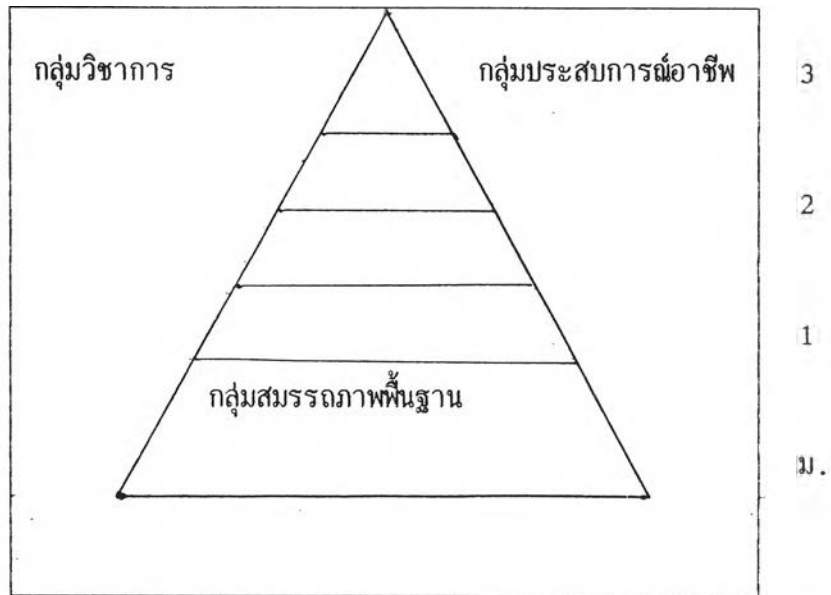 กลุ่มวิชาการ
กลุ่มประสบการณ์อาชีพ
3
2
1
กลุ่มสมรรถภาพพื้นฐาน
ม.